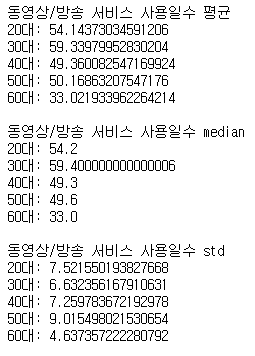 동영상/방송 서비스 사용일수 평균
20대: 54.14373034591206
30대: 59.33979952830204
40대: 49.360082547169924
50대: 50.16863207547176
60대: 33.021933962264214

동영상/방송 서비스 사용일수 median
20대: 54.2
30대: 59.400000000000006
40대: 49.3
50대: 49.6
60대: 33.0

동영상/방송 서비스 사용일수 std
20대: 7.521550193827668
30대: 6.632356167910631
40대: 7.259783672192978
50대: 9.015498021530654
60대: 4.637357222280792